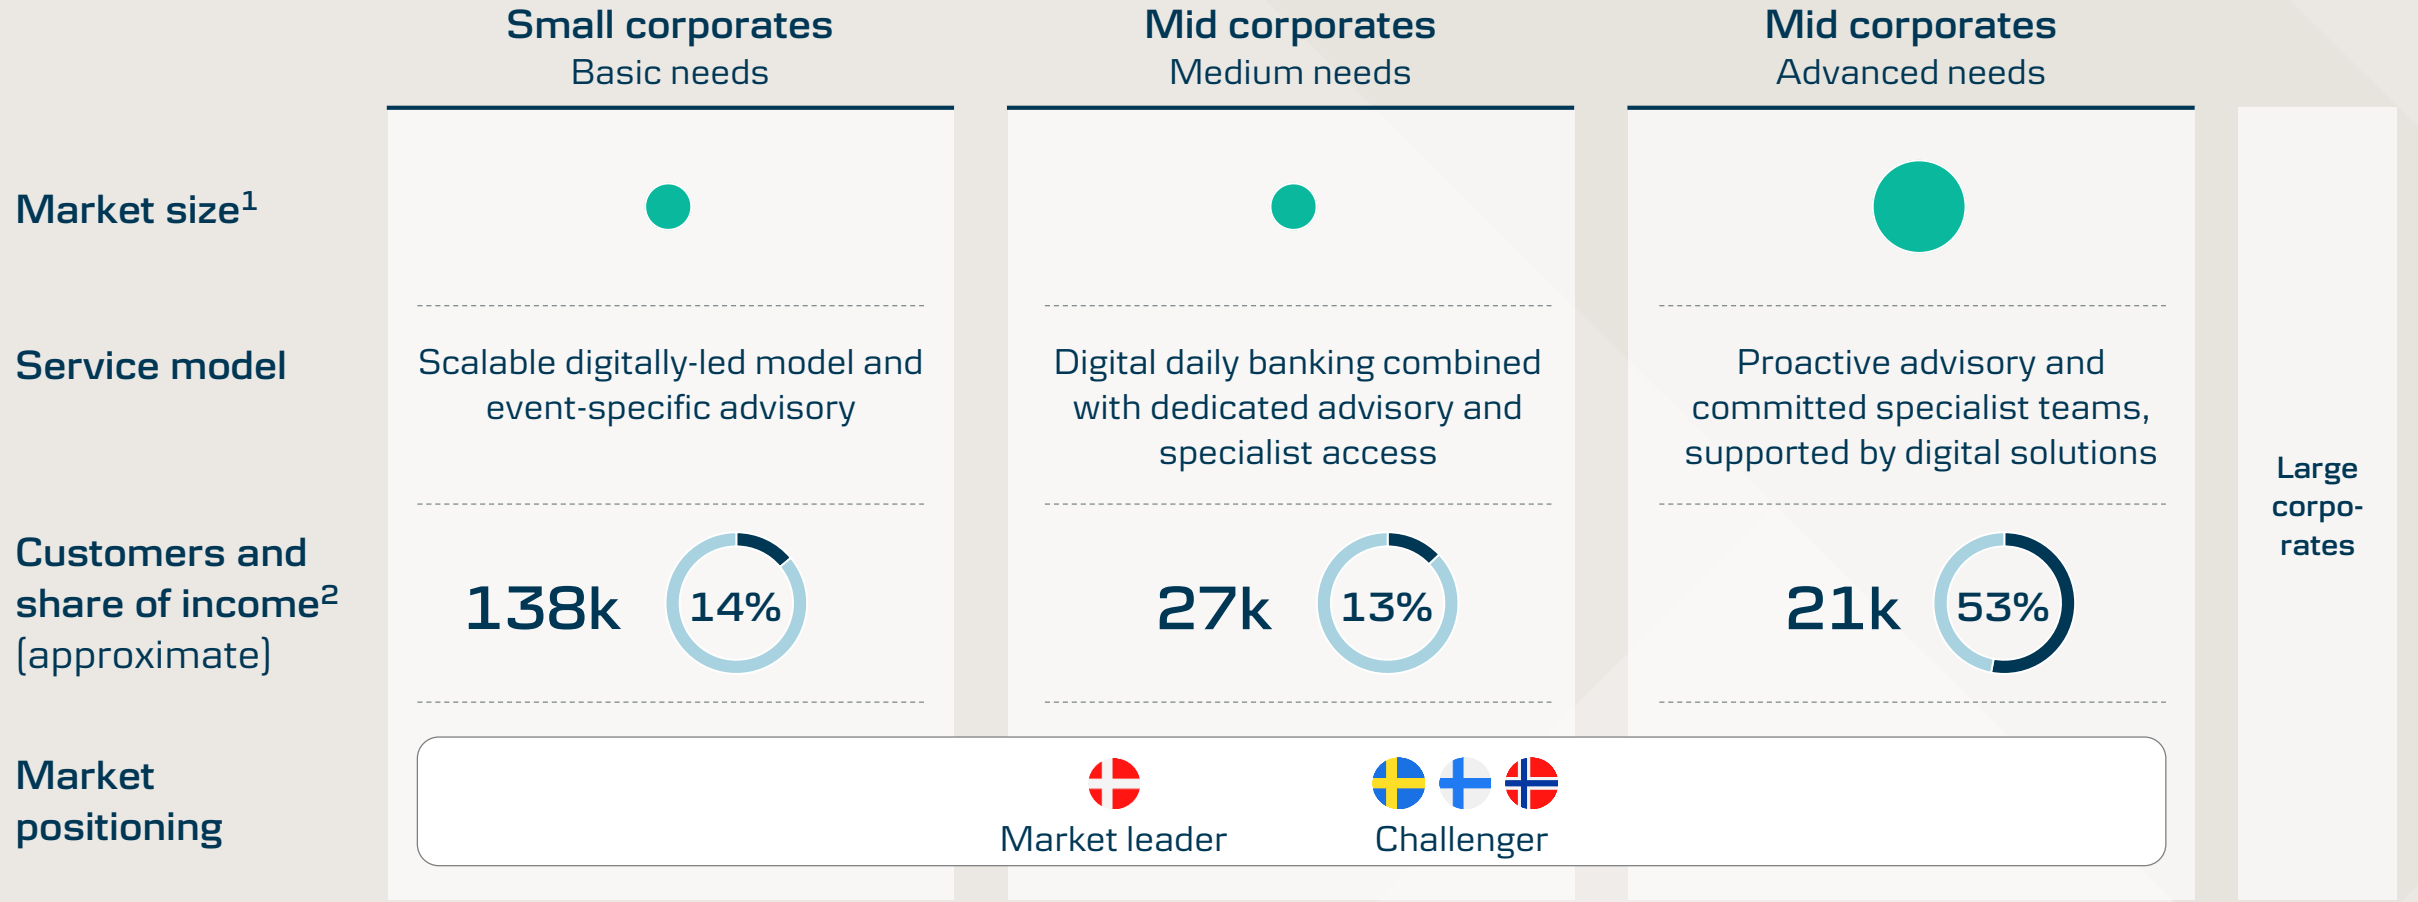 Small corporates
Basic needs
Mid corporates
Medium needs
Mid corporates
Advanced needs
Market size¹
Service model
Scalable digitally-led model and
event-specific advisory
Digital daily banking combined
with dedicated advisory and
specialist access
Proactive advisory and
committed specialist teams,
supported by digital solutions
Customers and
share of income²
(approximate)
138k
14%
27k
13%
21k
53%
Market
positioning
Market leader
Challenger
Large
corpo-
rates